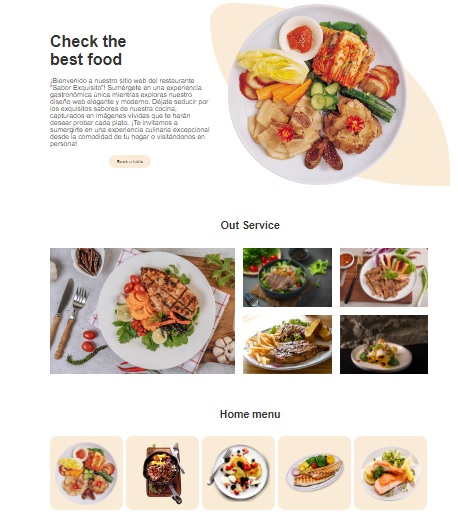 Check the
best food
¡Bienvenido a nuestro sitio web del restaurante
"Sabor Exquisito"! Sumérgete en una experiencia
gastronómica única mientras exploras nuestro
diseño web elegante y moderno. Déjate seducir por
los exquisitos sabores de nuestra cocina,
capturados en imágenes vívidas que te harán
desear probar cada plato. ¡Te invitamos a
sumergirte en una experiencia culinaria excepcional
desde la comodidad de tu hogar o visitándonos en
persona!
Out Service
Home menu